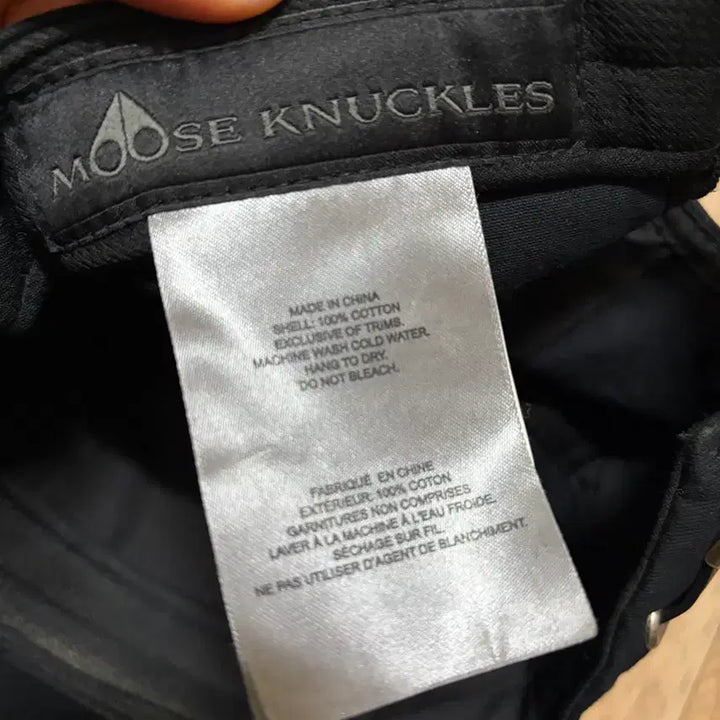 MOOSE KNUCKLES
MADE IN CHINA
SHELL: 100% COTTON
EXCLUSIVE OF TRIMS.
MACHINE WASH COLD WATER.
HANG TO DRY.
DO NOT BLEACH.
FABRIQUÉ EN CHINE
EXTÉRIEUR: 100% COTON
GARNITURES NON COMPRISES
LAVER À LA MACHINE À L'EAU FROIDE.
SÉCHAGE SUR FIL.
NE PAS UTILISER D'AGENT DE BLANCHIMENT.